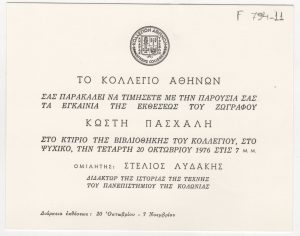 F 794-11
ΤΟ ΚΟΛΛΕΓΙΟ ΑΘΗΝΩΝ
ΣΑΣ ΠΑΡΑΚΑΛΕΙ ΝΑ ΤΙΜΗΣΕΤΕ ΜΕ ΤΗΝ ΠΑΡΟΥΣΙΑ ΣΑΣ
ΤΑ ΕΓΚΑΙΝΙΑ ΤΗΣ ΕΚΘΕΣΕΩΣ ΤΟΥ ΖΩΓΡΑΦΟΥ
ΚΩΣΤΗ ΠΑΣΧΑΛΗ
ΣΤΟ ΚΤΙΡΙΟ ΤΗΣ ΒΙΒΛΙΟΘΗΚΗΣ ΤΟΥ ΚΟΛΛΕΓΙΟΥ, ΣΤΟ
ΨΥΧΙΚΟ, ΤΗΝ ΤΕΤΑΡΤΗ 20 ΟΚΤΩΒΡΙΟΥ 1976 ΣΤΙΣ 7 μ.μ.
ΟΜΙΛΗΤΗΣ: ΣΤΕΛΙΟΣ ΛΥΔΑΚΗΣ
ΔΙΔΑΚΤΩΡ ΤΗΣ ΙΣΤΟΡΙΑΣ ΤΗΣ ΤΕΧΝΗΣ
ΤΟΥ ΠΑΝΕΠΙΣΤΗΜΙΟΥ ΤΗΣ ΚΟΛΩΝΙΑΣ
Διάρκεια ἐκθέσεως: 20 Ὀκτωβρίου - 7 Νοεμβρίου